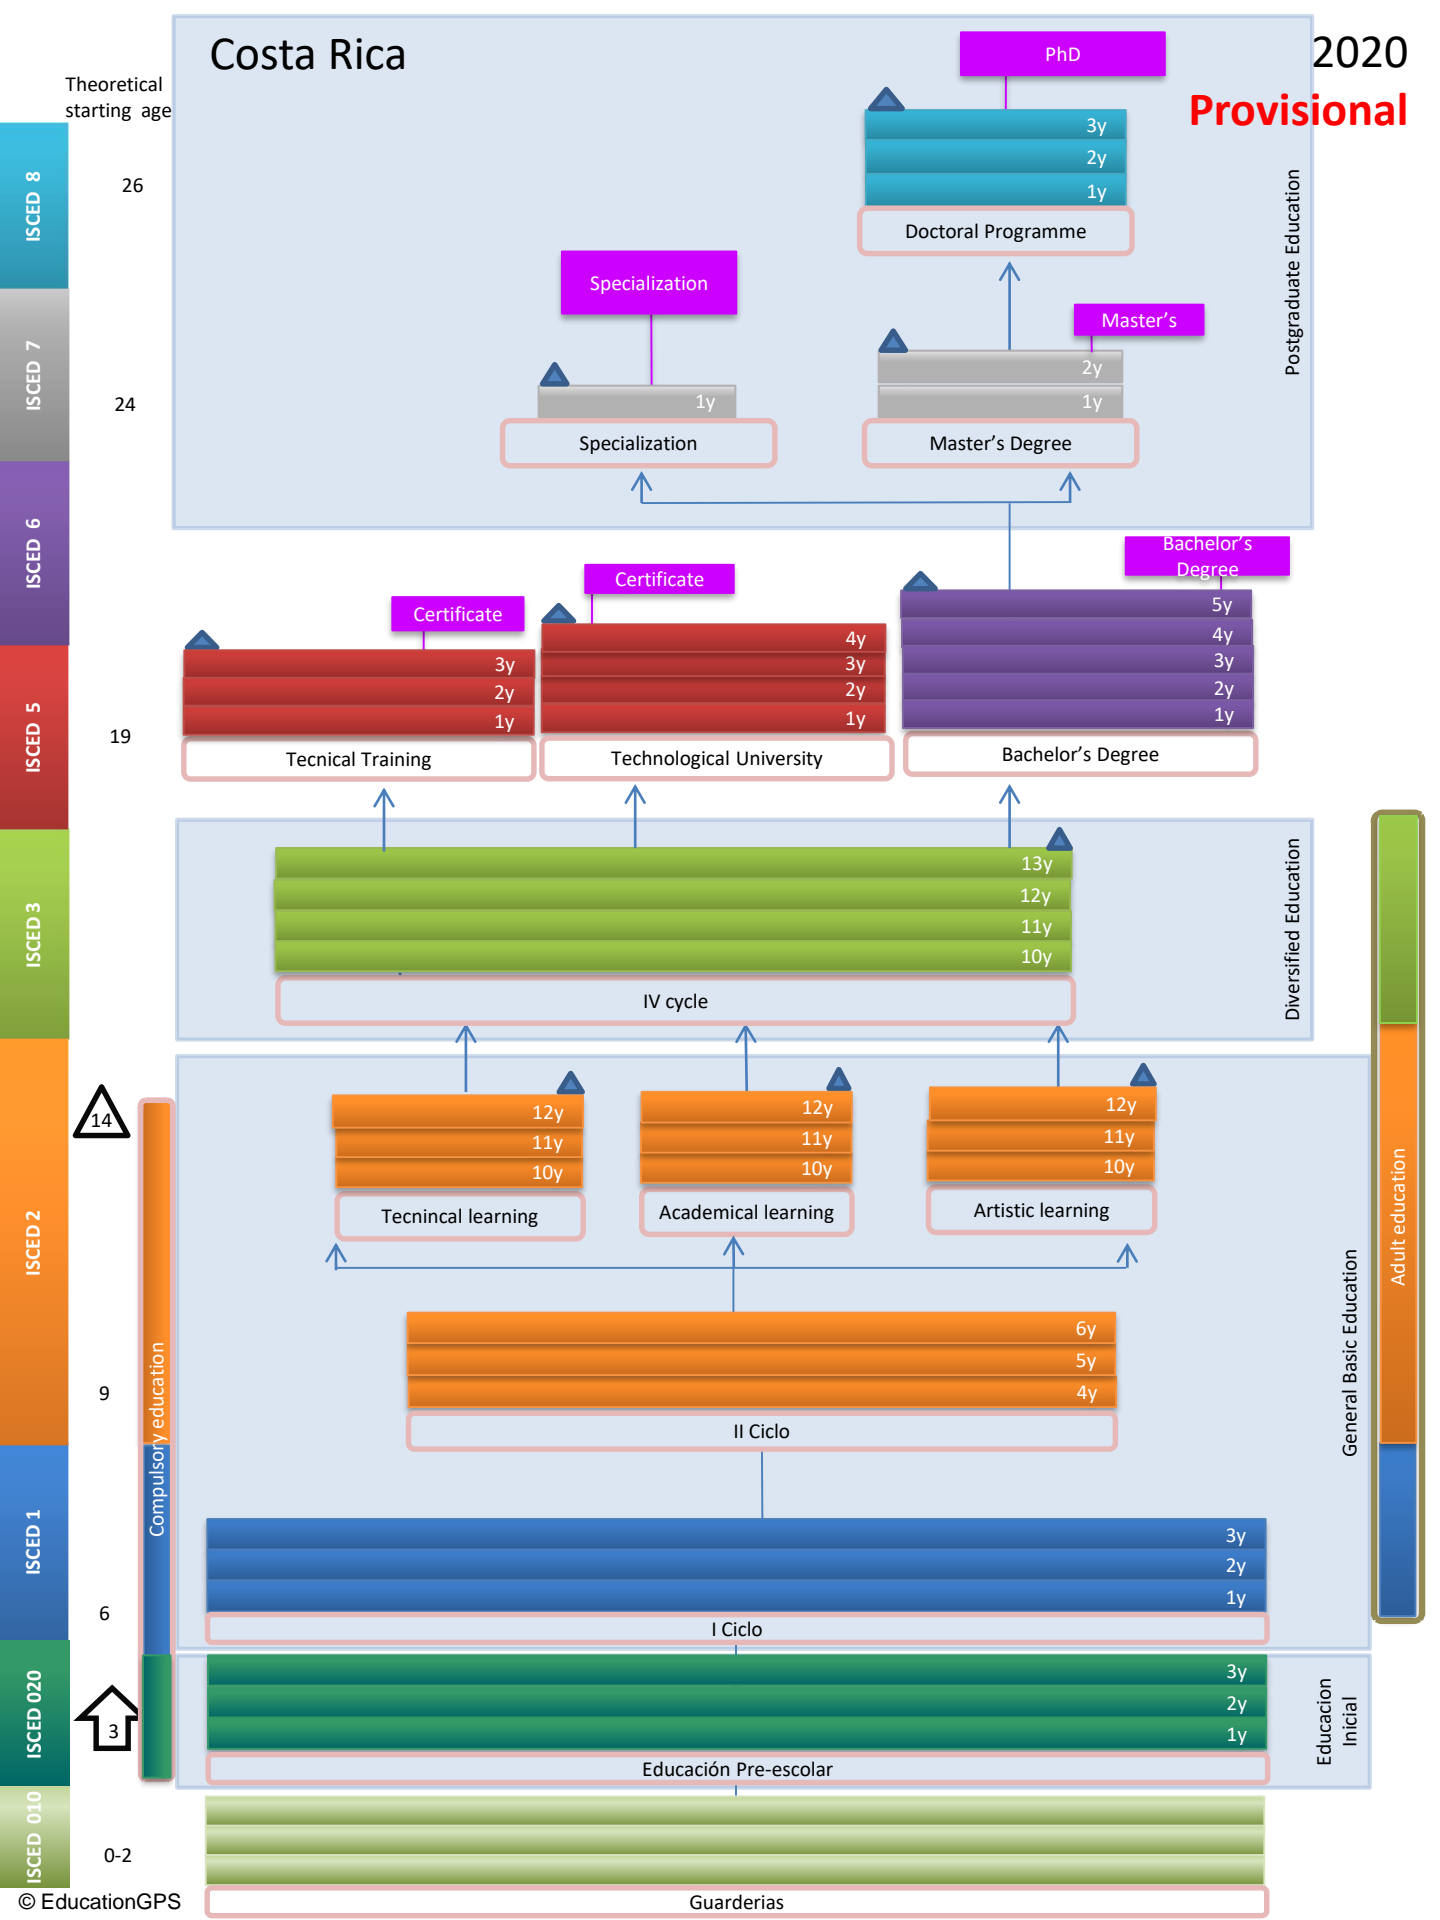 Costa Rica
2020
Provisional
Theoretical
starting age
PhD
3y
2y
1y
Doctoral Programme
ISCED 8
26
Postgraduate Education
Specialization
Master's
2y
1y
1y
Specialization
Master's Degree
ISCED 7
24
ISCED 6
Bachelor's
Degree
Certificate
Certificate
5y
4y
3y
2y
1y
4y
3y
2y
1y
3y
2y
1y
Tecnical Training
Technological University
Bachelor's Degree
ISCED 5
19
13y
12y
11y
10y
IV cycle
Diversified Education
ISCED 3
14
12y
11y
10y
12y
11y
10y
12y
11y
10y
Tecnincal learning
Academical learning
Artistic learning
ISCED 2
Adult education
General Basic Education
6y
5y
4y
II Ciclo
9
Compulsory education
3y
2y
1y
I Ciclo
ISCED 1
6
3y
2y
1y
Educación Pre-escolar
Educacion
Inicial
ISCED 020
3
ISCED 010
0-2
Guarderias
© EducationGPS